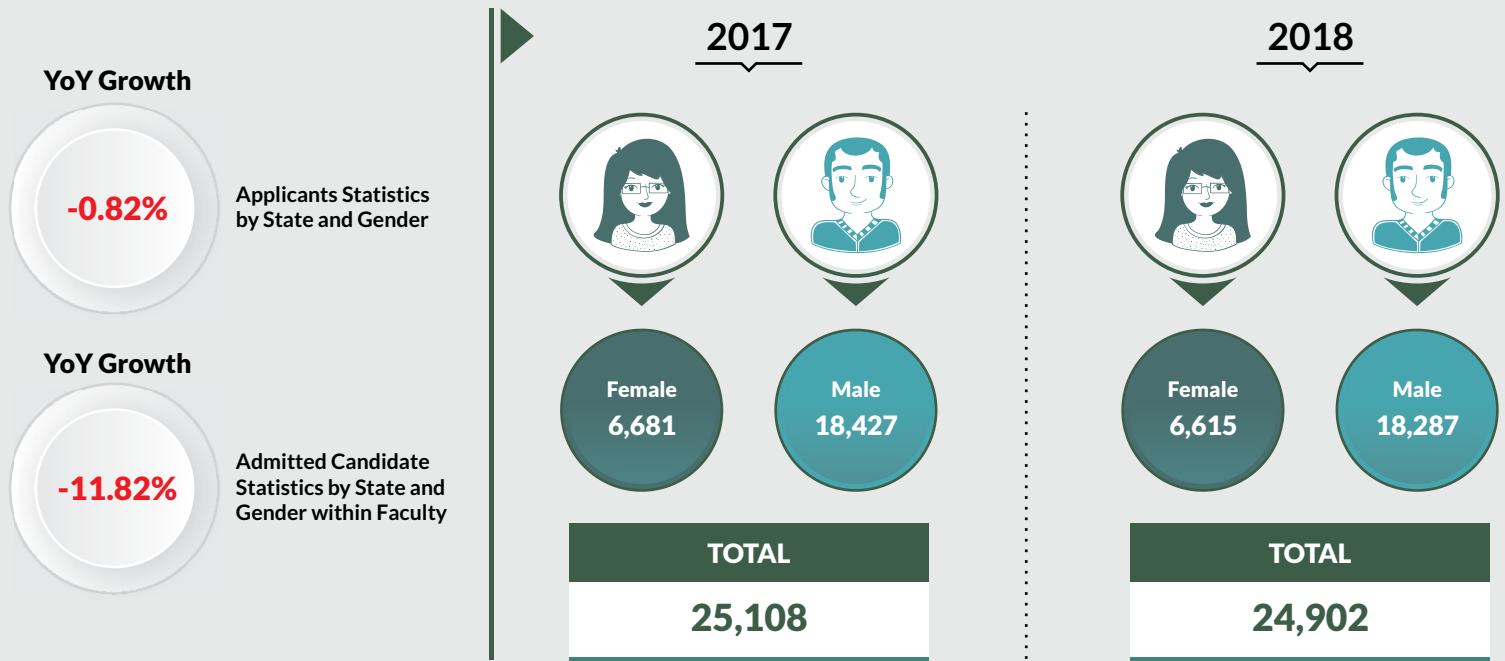 YoY Growth
-0.82%
Applicants Statistics
by State and Gender
YoY Growth
-11.82%
Admitted Candidate
Statistics by State and
Gender within Faculty
2017
Female
6,681
Male
18,427
TOTAL
25,108
2018
Female
6,615
Male
18,287
TOTAL
24,902